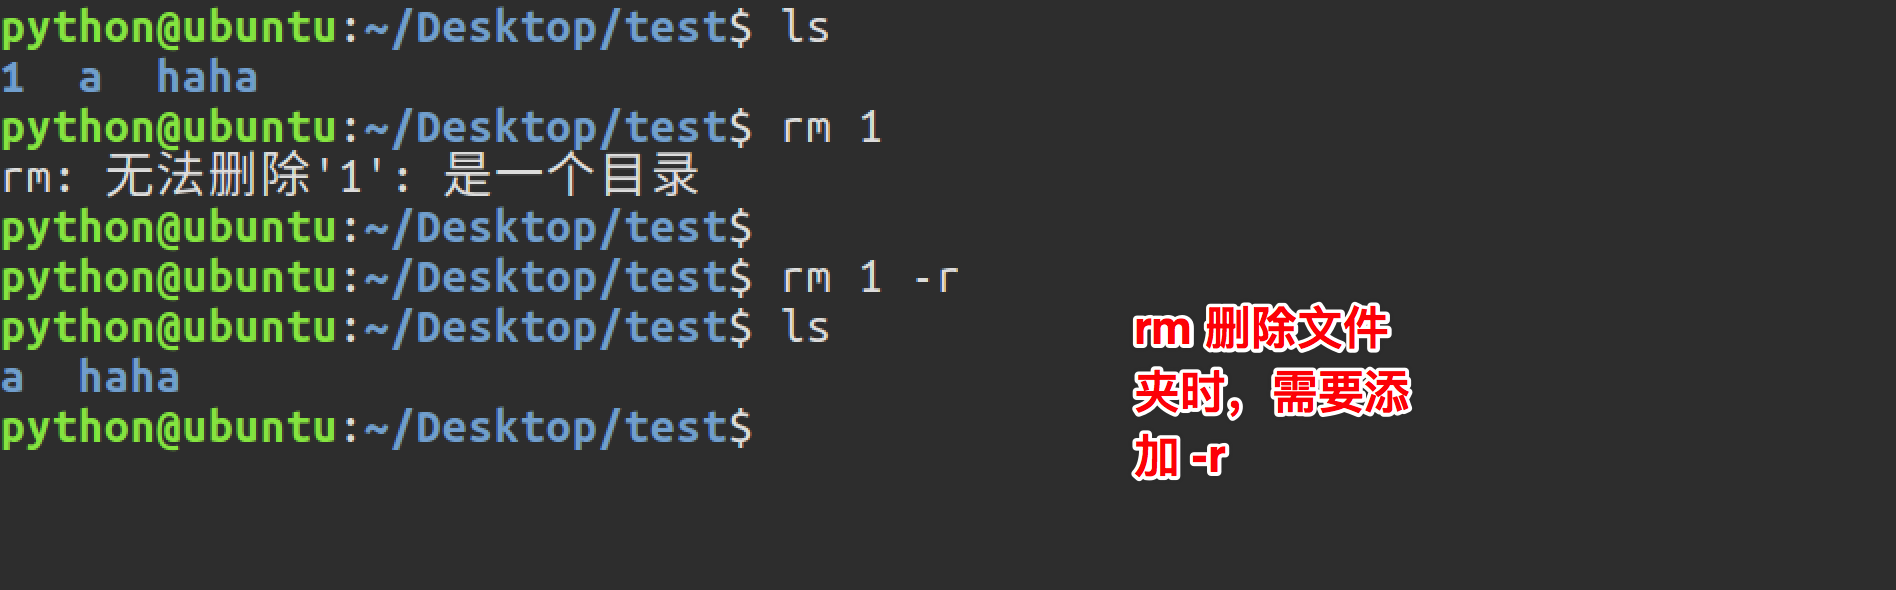 python@ubuntu:~/Desktop/test$ ls
1  a  haha
python@ubuntu:~/Desktop/test$ rm 1
rm: 无法删除'1': 是一个目录
python@ubuntu:~/Desktop/test$
python@ubuntu:~/Desktop/test$ rm 1 -r
python@ubuntu:~/Desktop/test$ ls
a  haha
python@ubuntu:~/Desktop/test$
rm 删除文件
夹时，需要添
加 -r